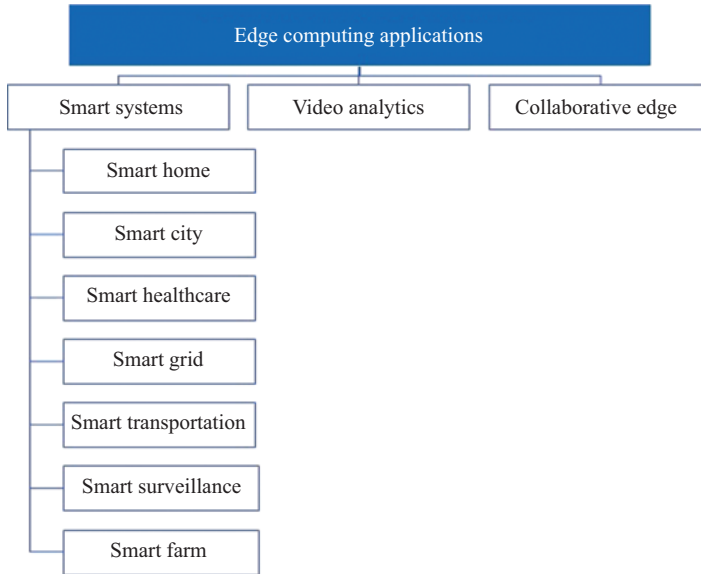 Edge computing applications
Smart systems
Video analytics
Collaborative edge
Smart home
Smart city
Smart healthcare
Smart grid
Smart transportation
Smart surveillance
Smart farm